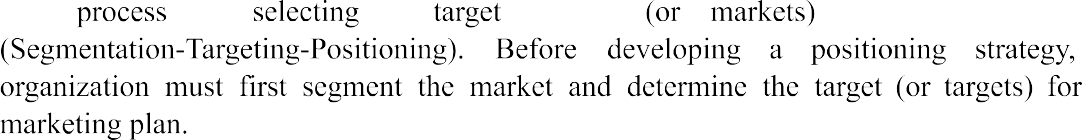 process selecting target (or markets)
(Segmentation-Targeting-Positioning). Before developing a positioning strategy,
organization must first segment the market and determine the target (or targets) for
marketing plan.